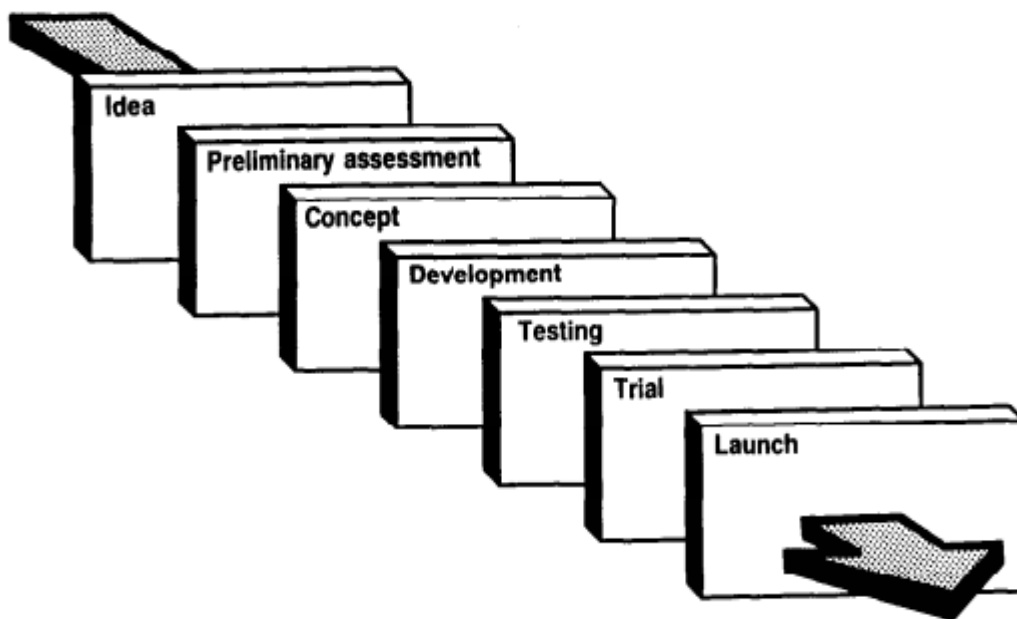 Idea
Preliminary assessment
Concept
Development
Testing
Trial
Launch